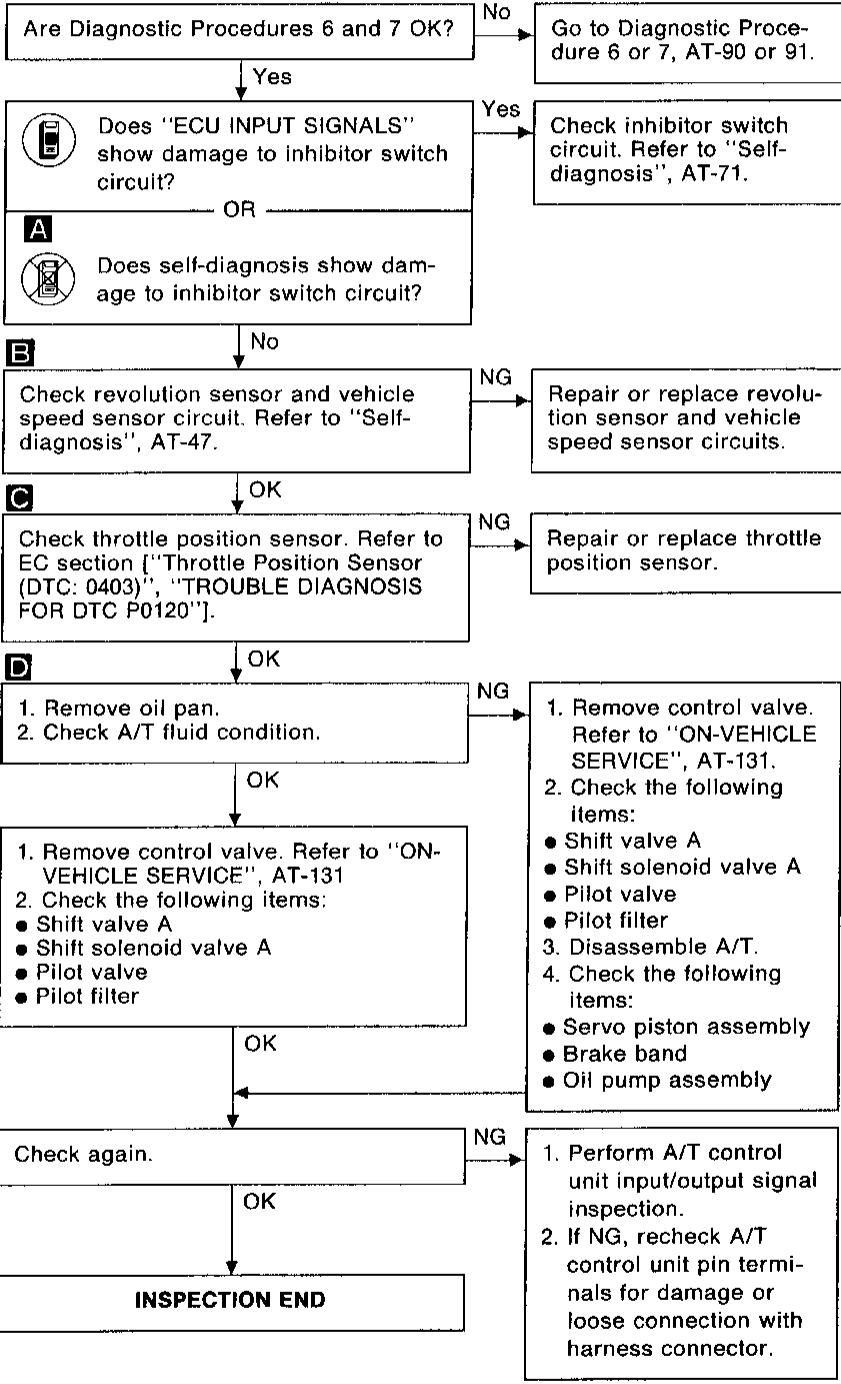 Are Diagnostic Procedures 6 and 7 OK?
No
Go to Diagnostic Proce-
dure 6 or 7, AT-90 or 91.
Yes
Does "ECU INPUT SIGNALS"
show damage to inhibitor switch
circuit?
Yes
Check inhibitor switch
circuit. Refer to "Self-
diagnosis", AT-71.
OR
A
Does self-diagnosis show dam-
age to inhibitor switch circuit?
No
B
Check revolution sensor and vehicle
speed sensor circuit. Refer to "Self-
diagnosis", AT-47.
NG
Repair or replace revolu-
tion sensor and vehicle
speed sensor circuits.
OK
C
Check throttle position sensor. Refer to
EC section ["Throttle Position Sensor
(DTC: 0403)", "TROUBLE DIAGNOSIS
FOR DTC P0120"].
NG
Repair or replace throttle
position sensor.
OK
D
1. Remove oil pan.
2. Check A/T fluid condition.
NG
1. Remove control valve.
Refer to "ON-VEHICLE
SERVICE", AT-131.
2. Check the following
items:
● Shift valve A
● Shift solenoid valve A
● Pilot valve
● Pilot filter
3. Disassemble A/T.
4. Check the following
items:
● Servo piston assembly
● Brake band
● Oil pump assembly
OK
1. Remove control valve. Refer to "ON-
VEHICLE SERVICE", AT-131
2. Check the following items:
● Shift valve A
● Shift solenoid valve A
● Pilot valve
● Pilot filter
OK
Check again.
NG
1. Perform A/T control
unit input/output signal
inspection.
2. If NG, recheck A/T
control unit pin termi-
nals for damage or
loose connection with
harness connector.
OK
INSPECTION END